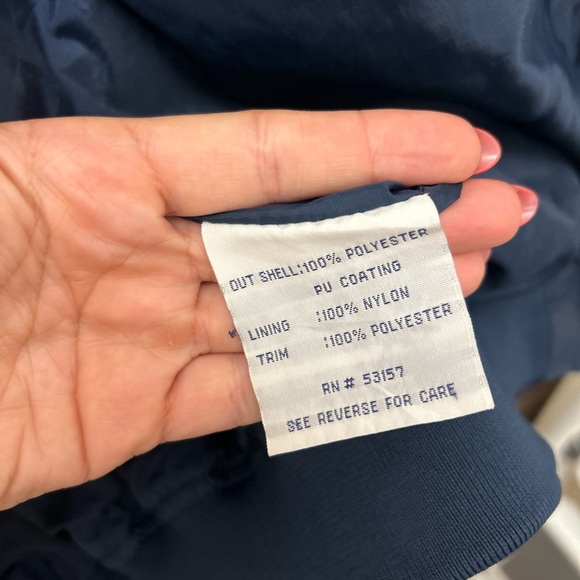 OUT SHELL:100% POLYESTER
PU COATING
LINING :100% NYLON
TRIM :100% POLYESTER
RN # 53157
SEE REVERSE FOR CARE